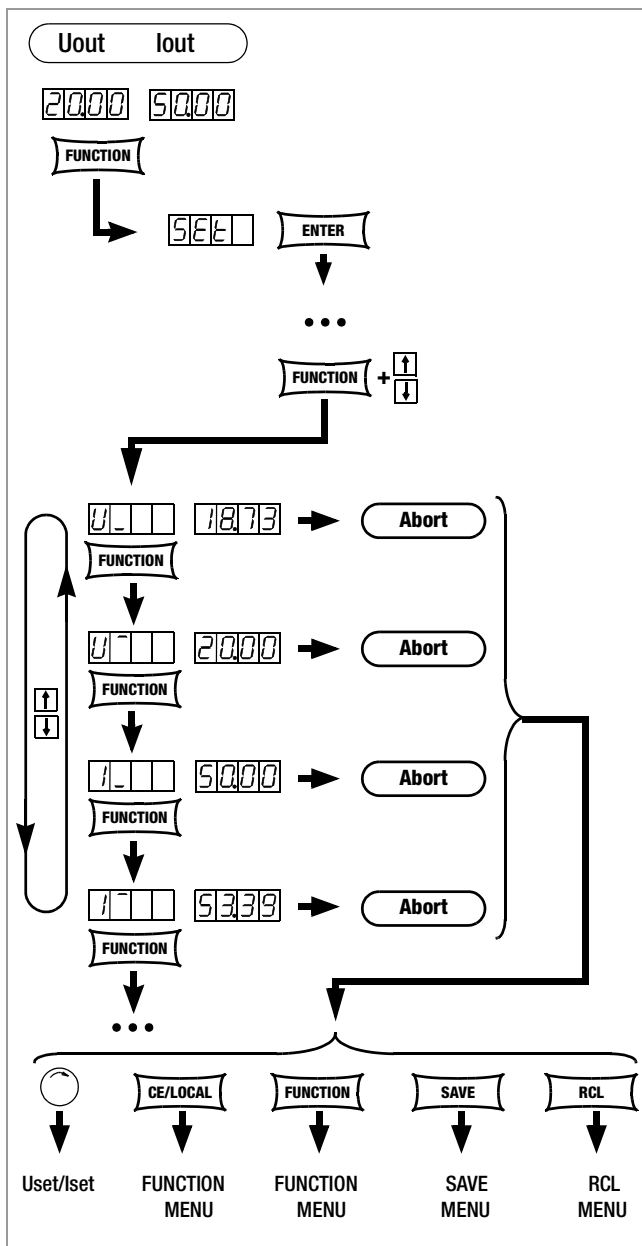 Uout Iout
20.00 50.00
FUNCTION
SEt ENTER
•••
FUNCTION + ↑
↓
U_ 18.73 Abort
FUNCTION
U¯ 20.00 Abort
FUNCTION
↑
↓
I_ 50.00 Abort
FUNCTION
I¯ 53.39 Abort
FUNCTION
•••
CE/LOCAL FUNCTION SAVE RCL
Uset/Iset FUNCTION FUNCTION SAVE RCL
MENU MENU MENU MENU